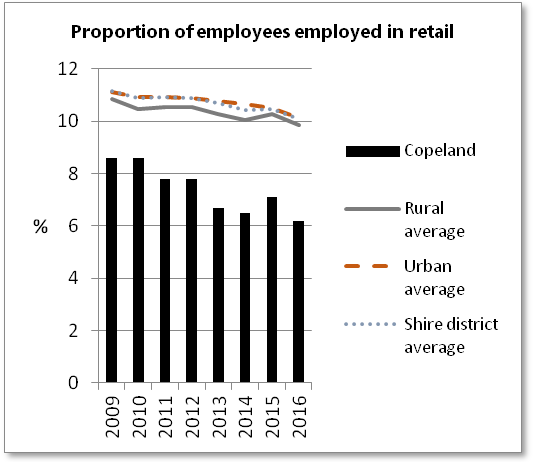 Proportion of employees employed in retail
12
10
8
6
4
2
0
%
2009
2010
2011
2012
2013
2014
2015
2016
Copeland
Rural
average
Urban
average
Shire district
average